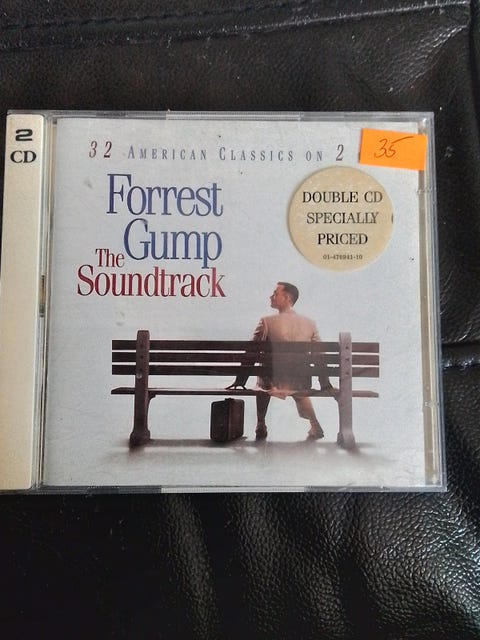 2
CD
32 AMERICAN CLASSICS ON 2
35
Forrest
Gump
The
Soundtrack
DOUBLE CD
SPECIALLY
PRICED
01-476941-10